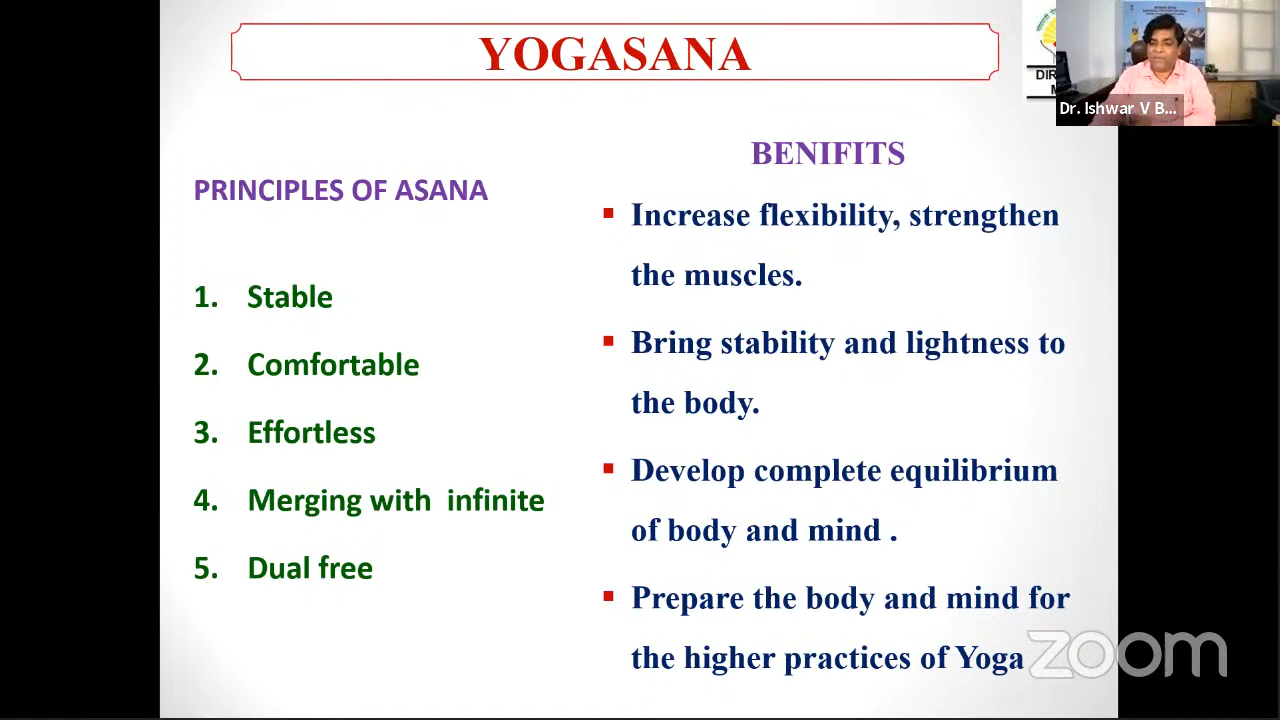 YOGASANA
DIR
M
Dr. Ishwar V B...
PRINCIPLES OF ASANA
1. Stable
2. Comfortable
3. Effortless
4. Merging with infinite
5. Dual free
BENIFITS
▪ Increase flexibility, strengthen
the muscles.
▪ Bring stability and lightness to
the body.
▪ Develop complete equilibrium
of body and mind .
▪ Prepare the body and mind for
the higher practices of Yoga
zoom